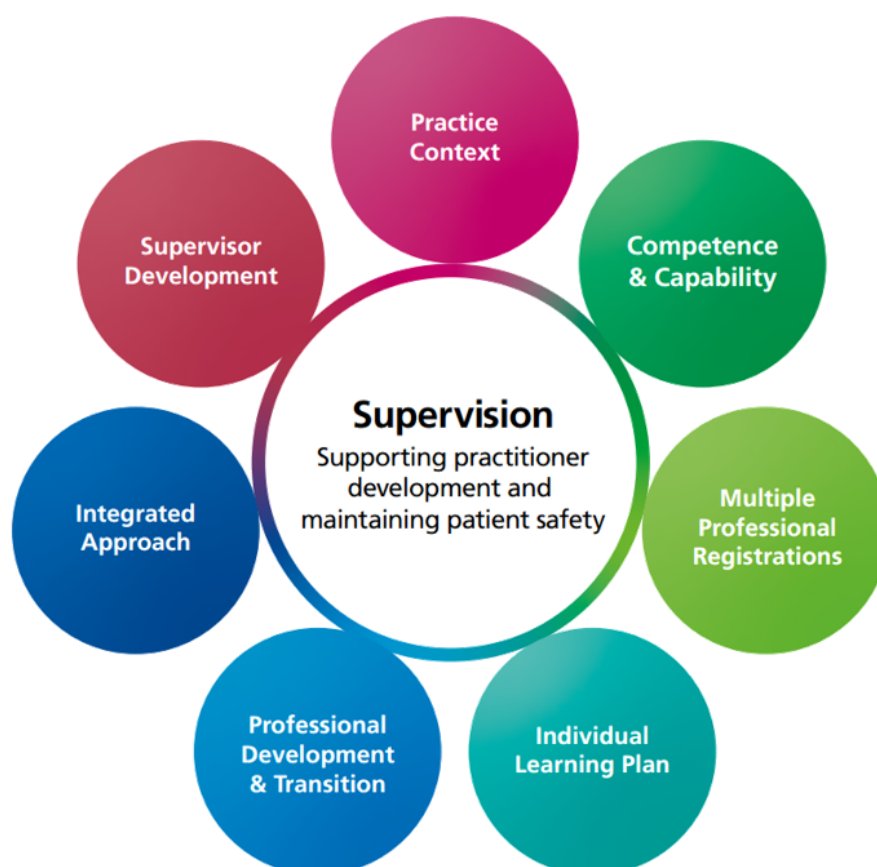 Practice
Context
Competence
& Capability
Multiple
Professional
Registrations
Individual
Learning Plan
Professional
Development
& Transition
Integrated
Approach
Supervisor
Development
Supervision
Supporting practitioner
development and
maintaining patient safety